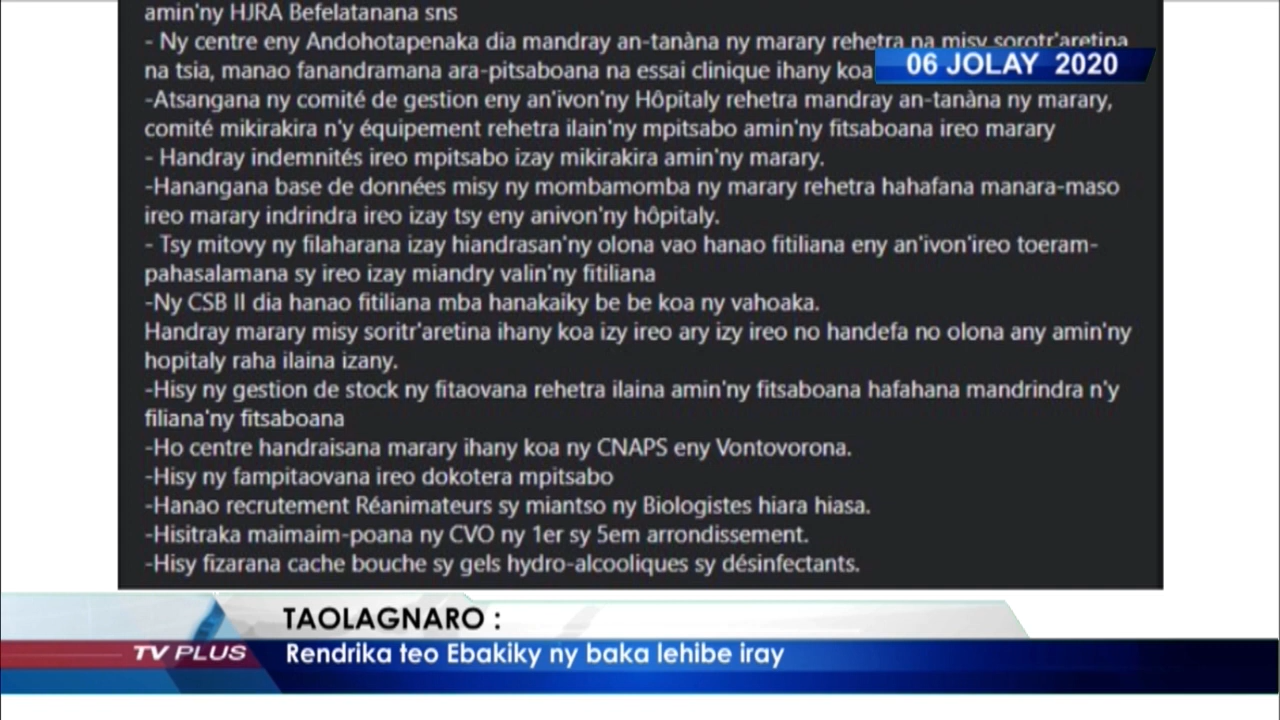 amin'ny HJRA Befelatanana sns
- Ny centre eny Andohotapenaka dia mandray an-tanàna ny marary rehetra na misy sorotr'aretina
na tsia, manao fanandramana ara-pitsaboana na essai clinique ihany koa
06 JOLAY 2020
-Atsangana ny comité de gestion eny an'ivon'ny Hôpitaly rehetra mandray an-tanàna ny marary,
comité mikirakira n'y équipement rehetra ilain'ny mpitsabo amin'ny fitsaboana ireo marary
- Handray indemnités ireo mpitsabo izay mikirakira amin'ny marary.
-Hanangana base de données misy ny mombamomba ny marary rehetra hahafana manara-maso
ireo marary indrindra ireo izay tsy eny anivon'ny hôpitaly.
- Tsy mitovy ny filaharana izay hiandrasan'ny olona vao hanao fitiliana eny an'ivon'ireo toeram-
pahasalamana sy ireo izay miandry valin'ny fitiliana
-Ny CSB II dia hanao fitiliana mba hanakaiky be be koa ny vahoaka.
Handray marary misy soritr'aretina ihany koa izy ireo ary izy ireo no handefa no olona any amin'ny
hopitaly raha ilaina izany.
-Hisy ny gestion de stock ny fitaovana rehetra ilaina amin'ny fitsaboana hafahana mandrindra n'y
filiana'ny fitsaboana
-Ho centre handraisana marary ihany koa ny CNAPS eny Vontovorona.
-Hisy ny fampitaovana ireo dokotera mpitsabo
-Hanao recrutement Réanimateurs sy miantso ny Biologistes hiara hiasa.
-Hisitraka maimaim-poana ny CVO ny 1er sy 5em arrondissement.
-Hisy fizarana cache bouche sy gels hydro-alcooliques sy désinfectants.
TAOLAGNARO :
TV PLUS
Rendrika teo Ebakiky ny baka lehibe iray